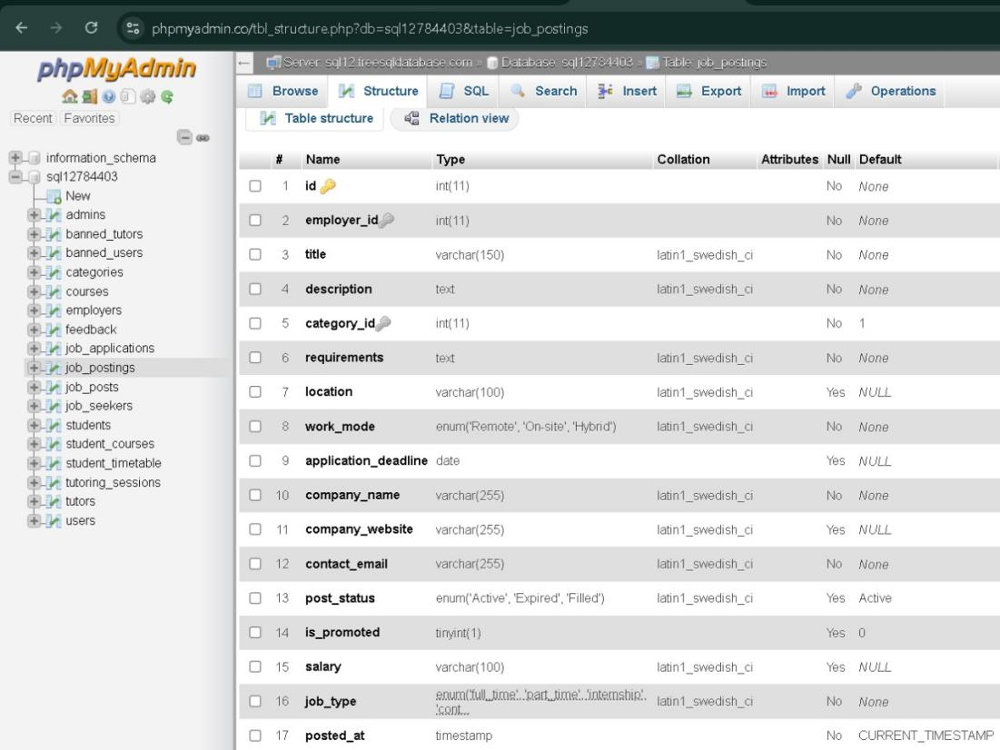 phpmyadmin.co/tbl_structure.php?db=sql12784403&table=job_postings
phpMyAdmin
Recent Favorites
information_schema
sql12784403
New
admins
banned_tutors
banned_users
categories
courses
employers
feedback
job_applications
job_postings
job_posts
job_seekers
students
student_courses
student_timetable
tutoring_sessions
tutors
users
Server: sql12.freesqldatabase.com » Database: sql12784403 » Table: job_postings
Browse Structure SQL Search Insert Export Import Operations
Table structure Relation view
# Name Type Collation Attributes Null Default
1 id int(11) No None
2 employer_id int(11) No None
3 title varchar(150) latin1_swedish_ci No None
4 description text latin1_swedish_ci No None
5 category_id int(11) No 1
6 requirements text latin1_swedish_ci No None
7 location varchar(100) latin1_swedish_ci Yes NULL
8 work_mode enum('Remote', 'On-site', 'Hybrid') latin1_swedish_ci No None
9 application_deadline date Yes NULL
10 company_name varchar(255) latin1_swedish_ci No None
11 company_website varchar(255) latin1_swedish_ci Yes NULL
12 contact_email varchar(255) latin1_swedish_ci No None
13 post_status enum('Active', 'Expired', 'Filled') latin1_swedish_ci Yes Active
14 is_promoted tinyint(1) Yes 0
15 salary varchar(100) latin1_swedish_ci Yes NULL
16 job_type enum('full_time', 'part_time', 'internship', 'cont... latin1_swedish_ci No None
17 posted_at timestamp No CURRENT_TIMESTAMP